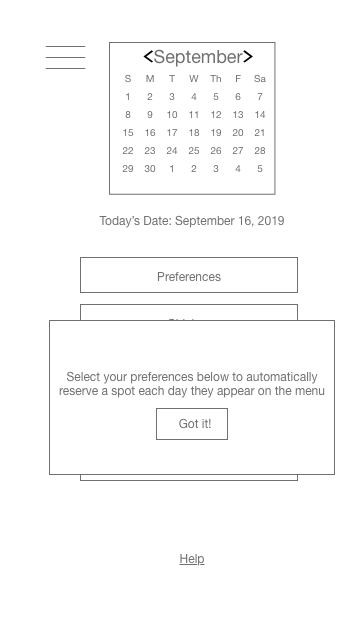 <September>
S M T W Th F Sa
1 2 3 4 5 6 7
8 9 10 11 12 13 14
15 16 17 18 19 20 21
22 23 24 25 26 27 28
29 30 1 2 3 4 5
Today's Date: September 16, 2019
Preferences
Select your preferences below to automatically
reserve a spot each day they appear on the menu
Got it!
Help